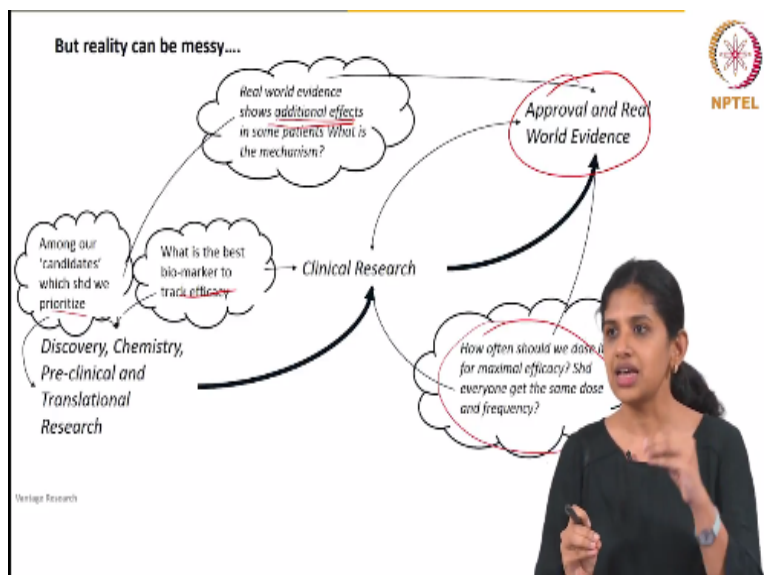 But reality can be messy....
NPTEL
Real world evidence
shows additional effects
in some patients What is
the mechanism?
Approval and Real
World Evidence
Among our
'candidates'
which shd we
prioritize
What is the best
bio-marker to
track efficacy
Clinical Research
Discovery, Chemistry,
Pre-clinical and
Translational
Research
How often should we dose it
for maximal efficacy? Shd
everyone get the same dose
and frequency?
Vantage Research